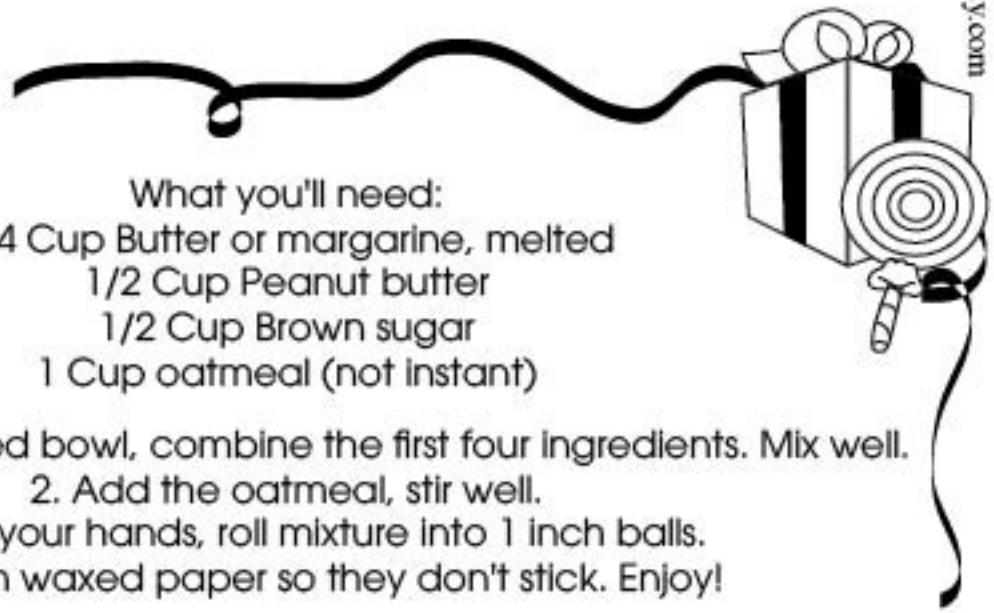 y.com
What you'll need:
4 Cup Butter or margarine, melted
1/2 Cup Peanut butter
1/2 Cup Brown sugar
1 Cup oatmeal (not instant)
ed bowl, combine the first four ingredients. Mix well.
2. Add the oatmeal, stir well.
your hands, roll mixture into 1 inch balls.
waxed paper so they don't stick. Enjoy!